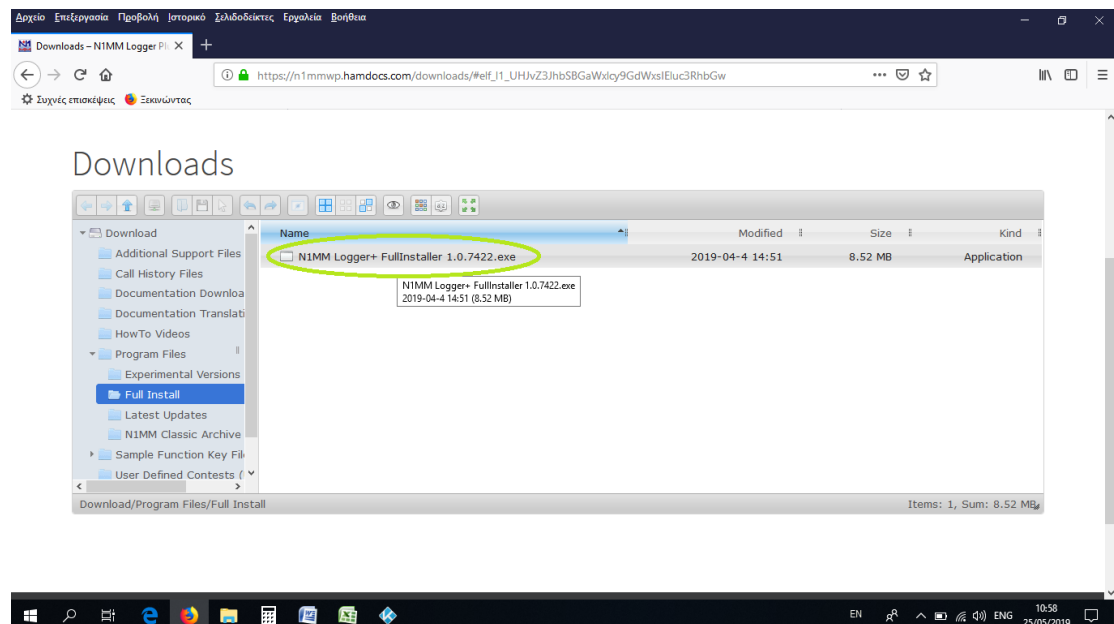 Αρχείο Επεξεργασία Προβολή Ιστορικό Σελιδοδείκτες Εργαλεία Βοήθεια
Downloads – N1MM Logger Pl
https://n1mmwp.hamdocs.com/downloads/#elf_l1_UHJvZ3JhbSBGaWxlcy9GdWxsIEluc3RhbGw
Συχνές επισκέψεις Ξεκινώντας
Downloads
Name Modified Size Kind
Download
N1MM Logger+ FullInstaller 1.0.7422.exe 2019-04-4 14:51 8.52 MB Application
Additional Support Files
Call History Files
N1MM Logger+ FullInstaller 1.0.7422.exe
2019-04-4 14:51 (8.52 MB)
Documentation Downloa
Documentation Translati
HowTo Videos
Program Files
Experimental Versions
Full Install
Latest Updates
N1MM Classic Archive
Sample Function Key Fil
User Defined Contests (
Download/Program Files/Full Install Items: 1, Sum: 8.52 MB
EN ENG 10:58
25/05/2019